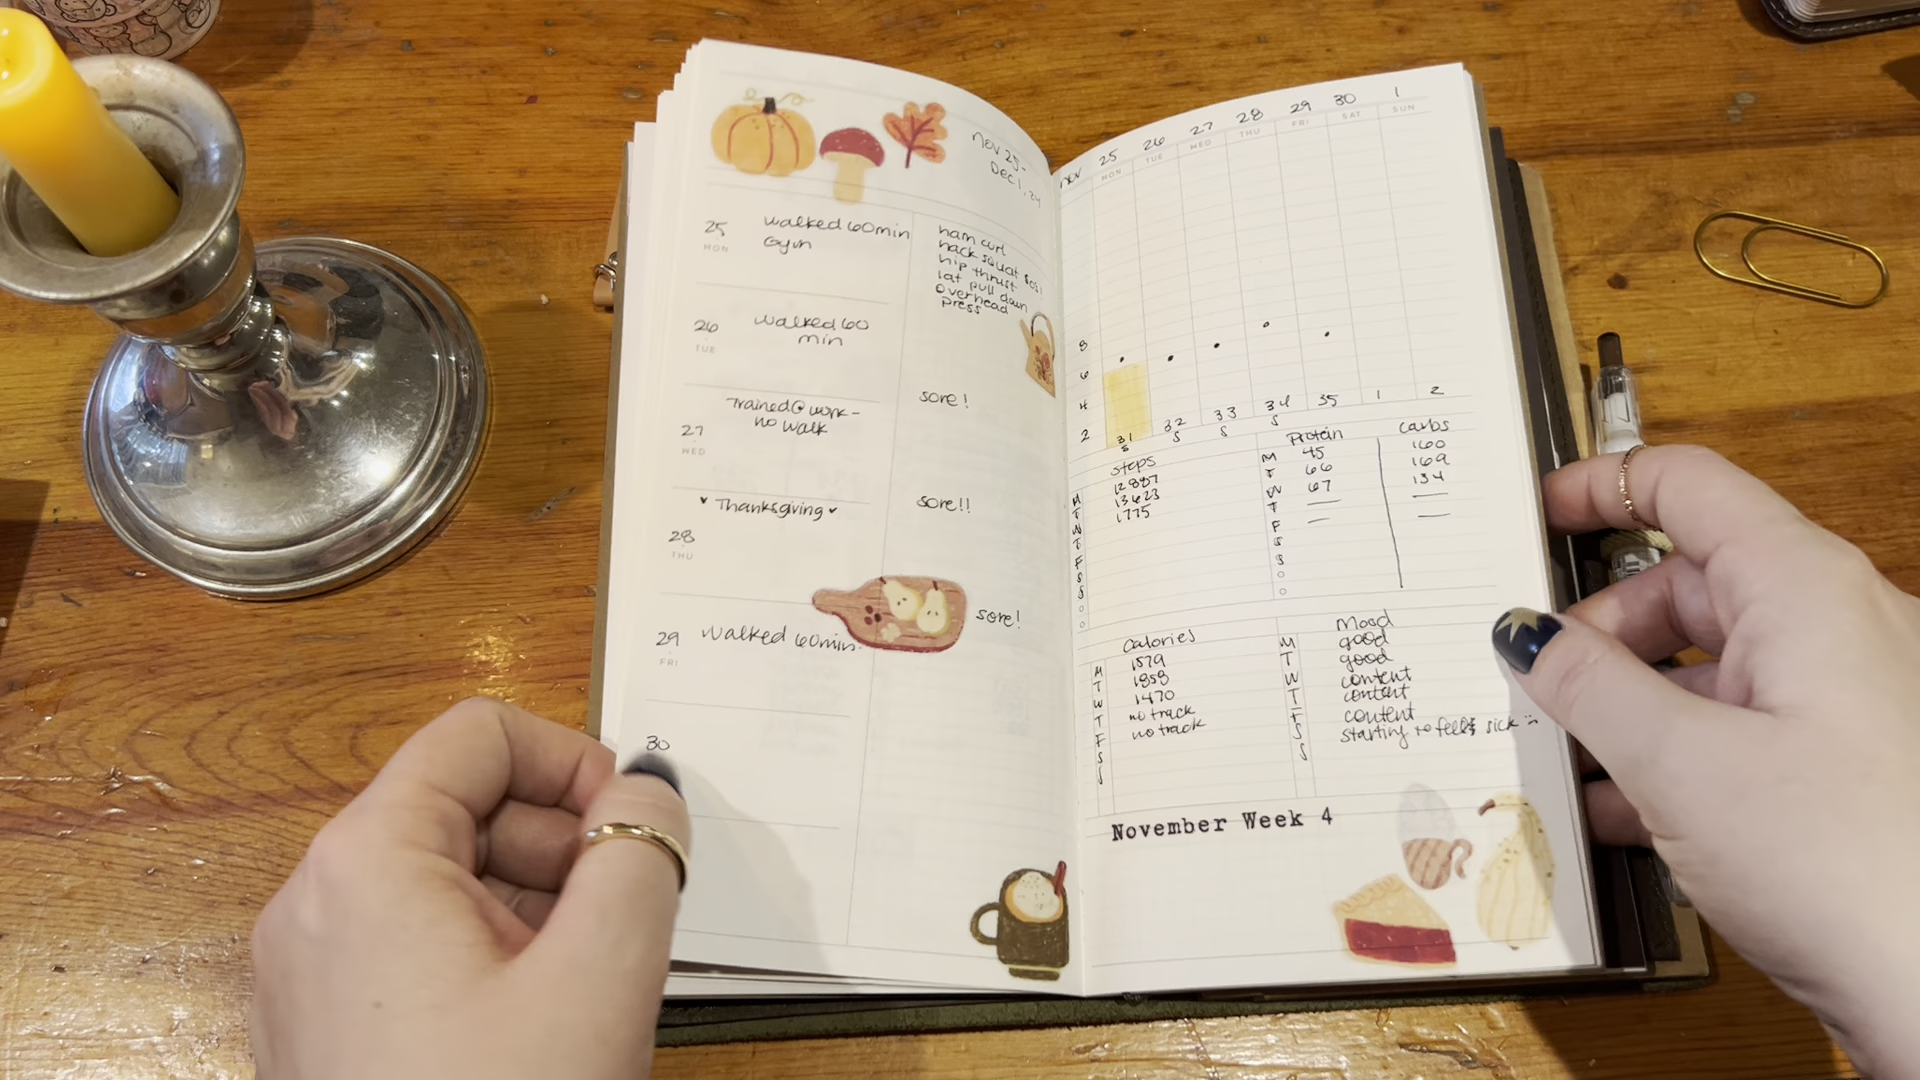 Nov 25-
Dec 1, 24
25
MON
walked 60min
Gym
ham curl
hack squat
hip thrust
lat pull down
Overhead
press
26
TUE
walked 60
min
27
WED
Trained @ work -
no walk
sore!
28
THU
♥ Thanksgiving ♥
sore!!
29
FRI
walked 60min.
sore!
30
NOV 25 26 27 28 29 30 1
MON TUE WED THU FRI SAT SUN
8
6
4
2
31 32 33 34 35 1 2
S S S S
Steps
M 12887
T 13623
W 1775
T
F
S
S
Protein carbs
M 45 160
T 66 169
W 67 134
T — —
F — —
S
S
Calories
M 1579
T 1858
W 1470
T no track
F no track
S
S
Mood
M good
T good
W content
T content
F content
S starting to feel sick :(
S
November Week 4